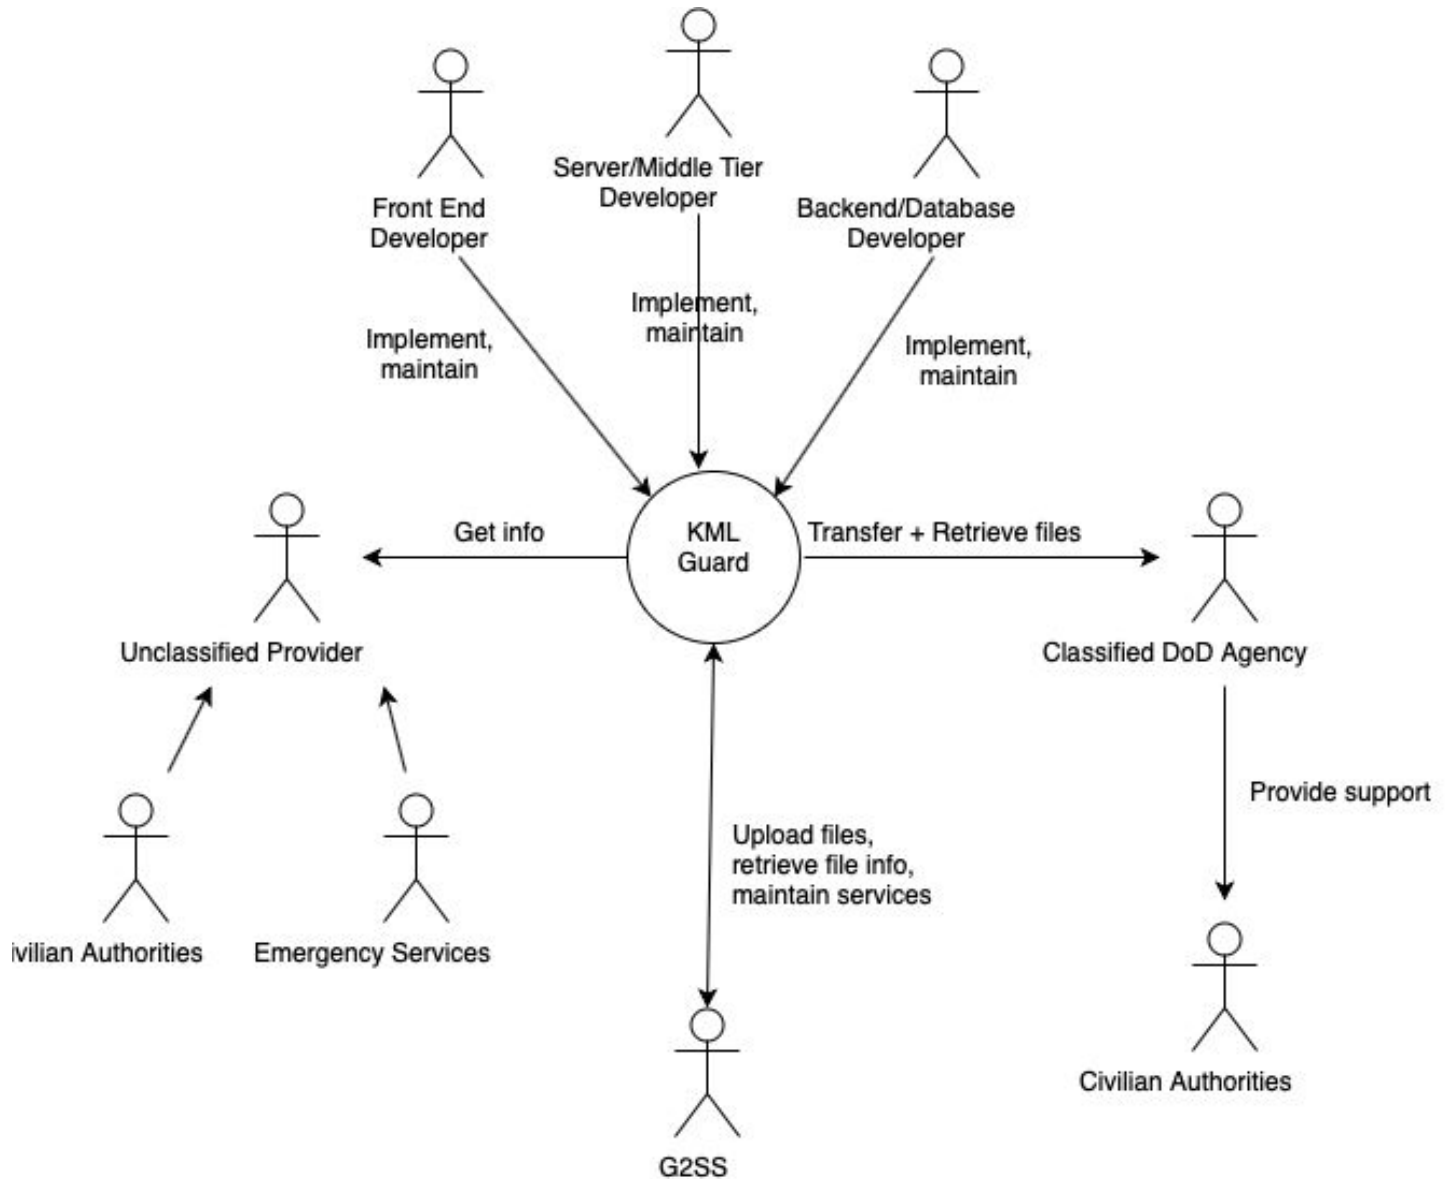 Server/Middle Tier
Developer
Front End
Developer
Backend/Database
Developer
Implement,
maintain
Implement,
maintain
Implement,
maintain
Get info
KML
Guard
Transfer + Retrieve files
Unclassified Provider
Classified DoD Agency
Provide support
Upload files,
retrieve file info,
maintain services
ivilian Authorities
Emergency Services
Civilian Authorities
G2SS